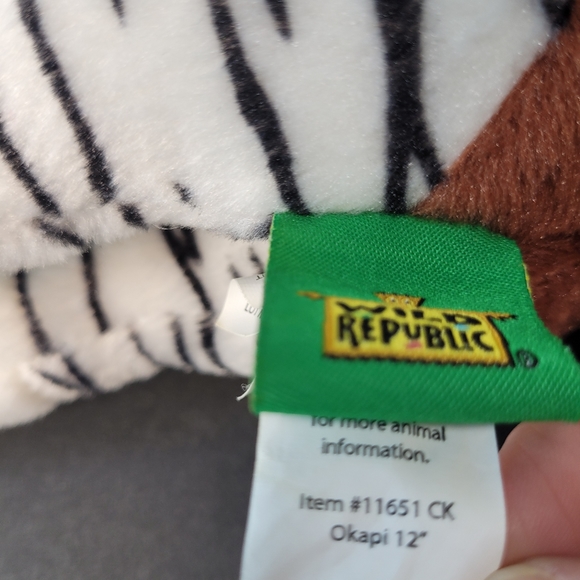 WILD
REPUBLIC®
for more animal
information.
Item #11651 CK
Okapi 12"